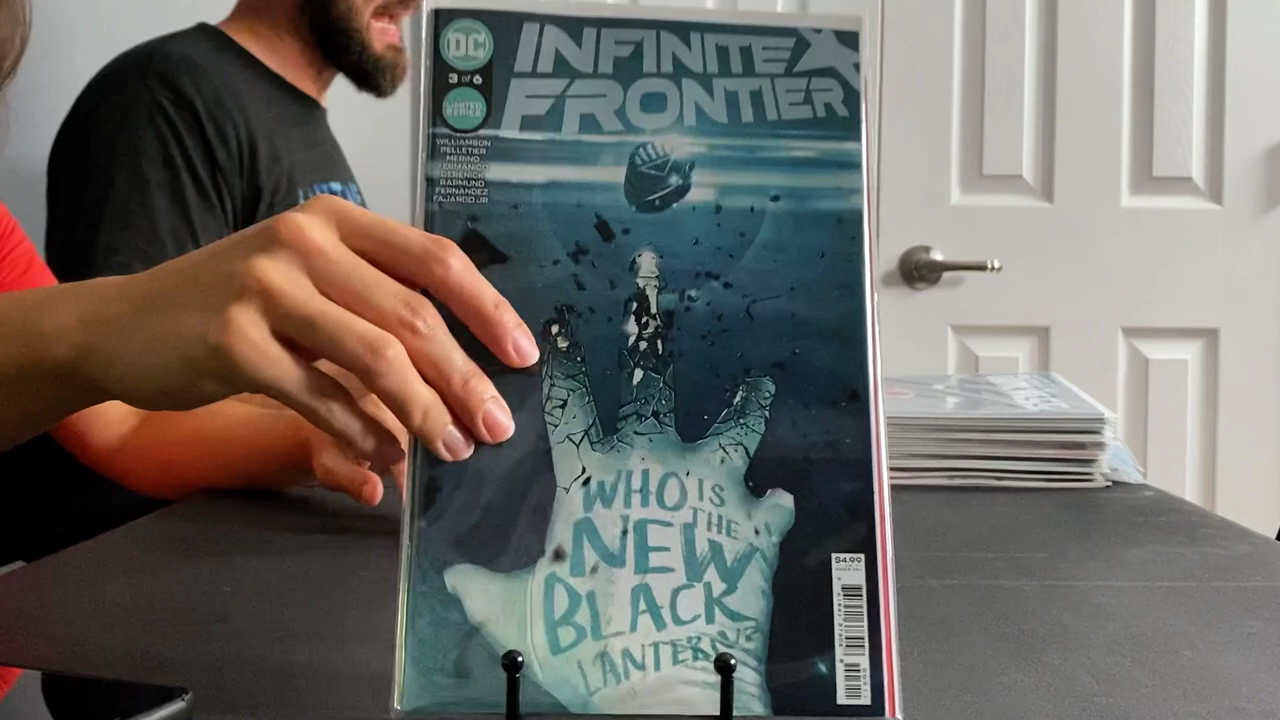 DC
3 of 6
LIMITED
SERIES
INFINITE
FRONTIER
WILLIAMSON
PELLETIER
MERINO
XERMANICO
DERENICK
RAPMUND
FERNANDEZ
FAJARDO JR
WHO IS
THE
NEW
BLACK
LANTERN?
$4.99